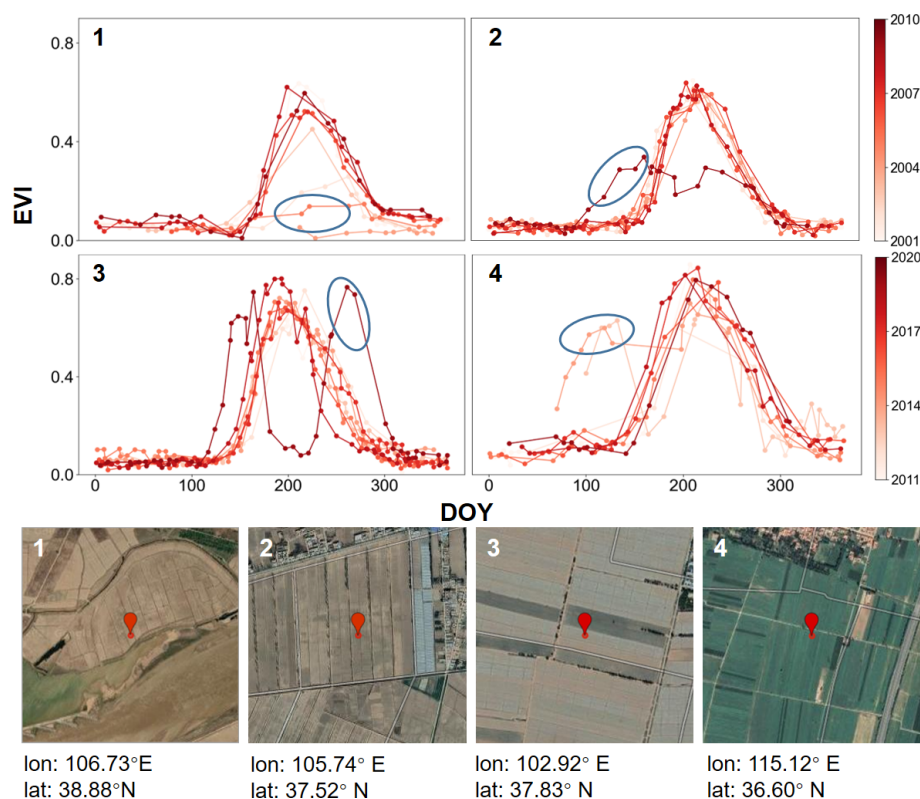 1
2
0.8
0.4
0.0
2010
2007
2004
2001
EVI
3
4
0.8
0.4
0.0
0 100 200 300
0 100 200 300
2020
2017
2014
2011
DOY
1
2
3
4
lon: 106.73°E
lat: 38.88°N
lon: 105.74° E
lat: 37.52° N
lon: 102.92° E
lat: 37.83° N
lon: 115.12° E
lat: 36.60° N